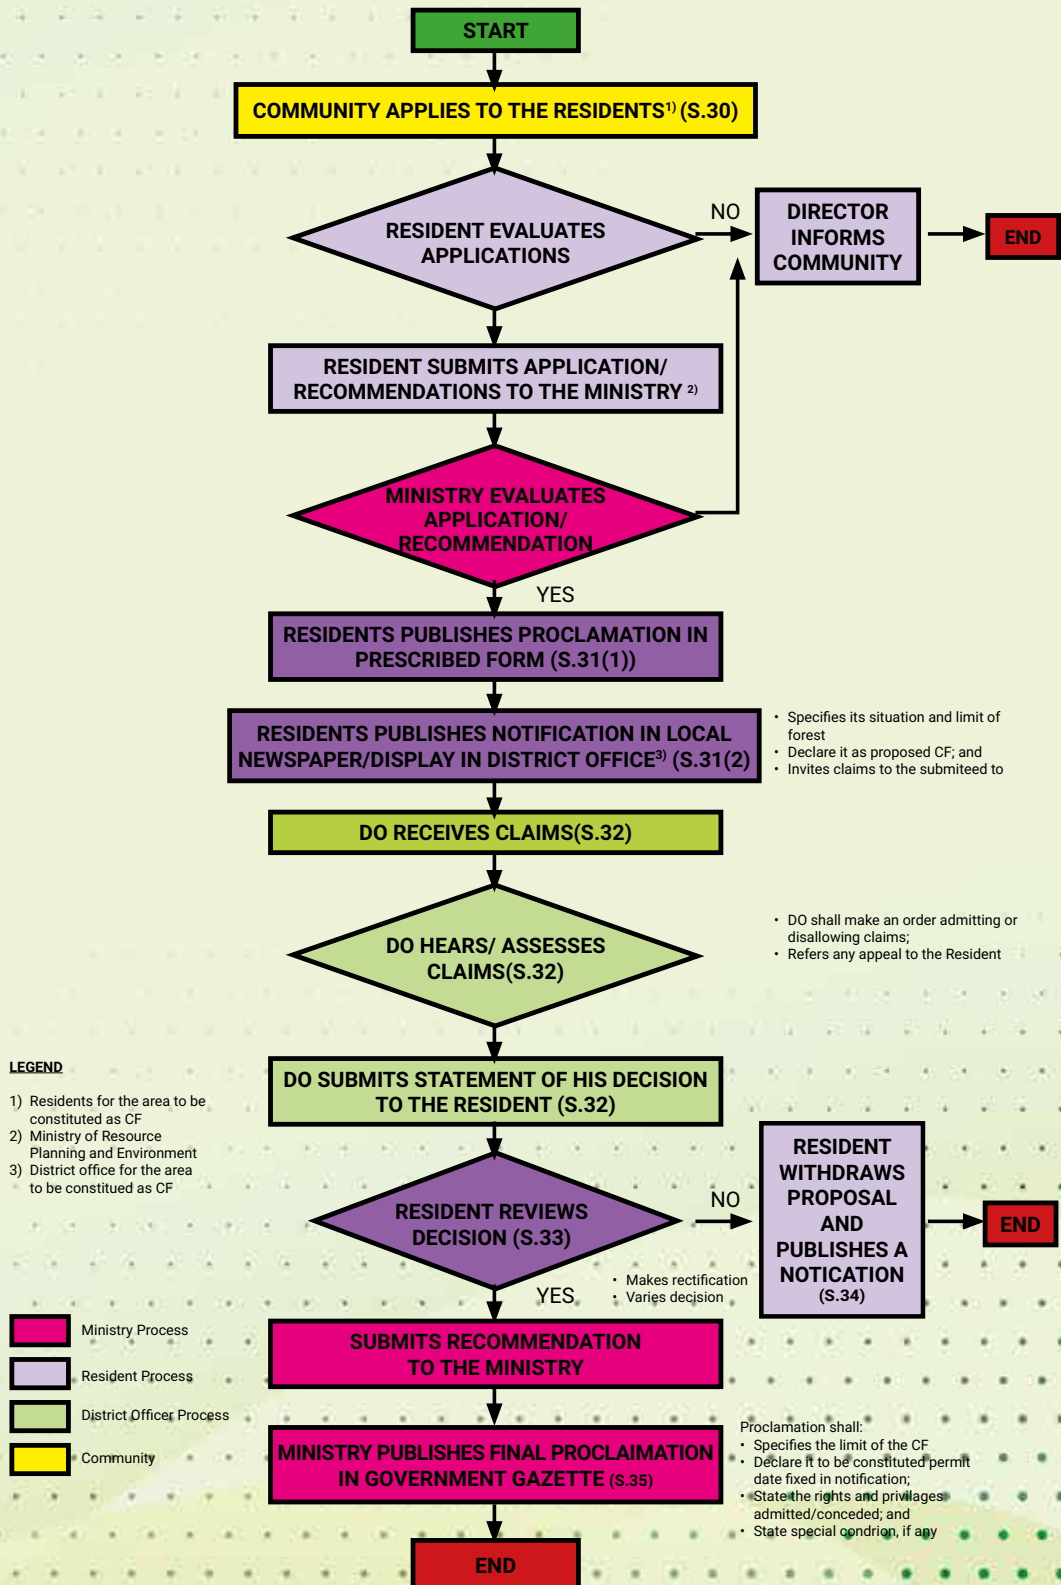 START
COMMUNITY APPLIES TO THE RESIDENTS¹⁾ (S.30)
RESIDENT EVALUATES
APPLICATIONS
NO
DIRECTOR
INFORMS
COMMUNITY
END
RESIDENT SUBMITS APPLICATION/
RECOMMENDATIONS TO THE MINISTRY ²⁾
MINISTRY EVALUATES
APPLICATION/
RECOMMENDATION
YES
RESIDENTS PUBLISHES PROCLAMATION IN
PRESCRIBED FORM (S.31(1))
RESIDENTS PUBLISHES NOTIFICATION IN LOCAL
NEWSPAPER/DISPLAY IN DISTRICT OFFICE³⁾ (S.31(2)
• Specifies its situation and limit of
forest
• Declare it as proposed CF; and
• Invites claims to the submiteed to
DO RECEIVES CLAIMS(S.32)
DO HEARS/ ASSESSES
CLAIMS(S.32)
• DO shall make an order admitting or
disallowing claims;
• Refers any appeal to the Resident
DO SUBMITS STATEMENT OF HIS DECISION
TO THE RESIDENT (S.32)
LEGEND
1) Residents for the area to be
constituted as CF
2) Ministry of Resource
Planning and Environment
3) District office for the area
to be constitued as CF
RESIDENT REVIEWS
DECISION (S.33)
NO
RESIDENT
WITHDRAWS
PROPOSAL
AND
PUBLISHES A
NOTICATION
(S.34)
END
YES
• Makes rectification
• Varies decision
SUBMITS RECOMMENDATION
TO THE MINISTRY
MINISTRY PUBLISHES FINAL PROCLAIMATION
IN GOVERNMENT GAZETTE (S.35)
Proclamation shall:
• Specifies the limit of the CF
• Declare it to be constituted permit
date fixed in notification;
• State the rights and privilages
admitted/conceded; and
• State special condrion, if any
END
Ministry Process
Resident Process
District Officer Process
Community